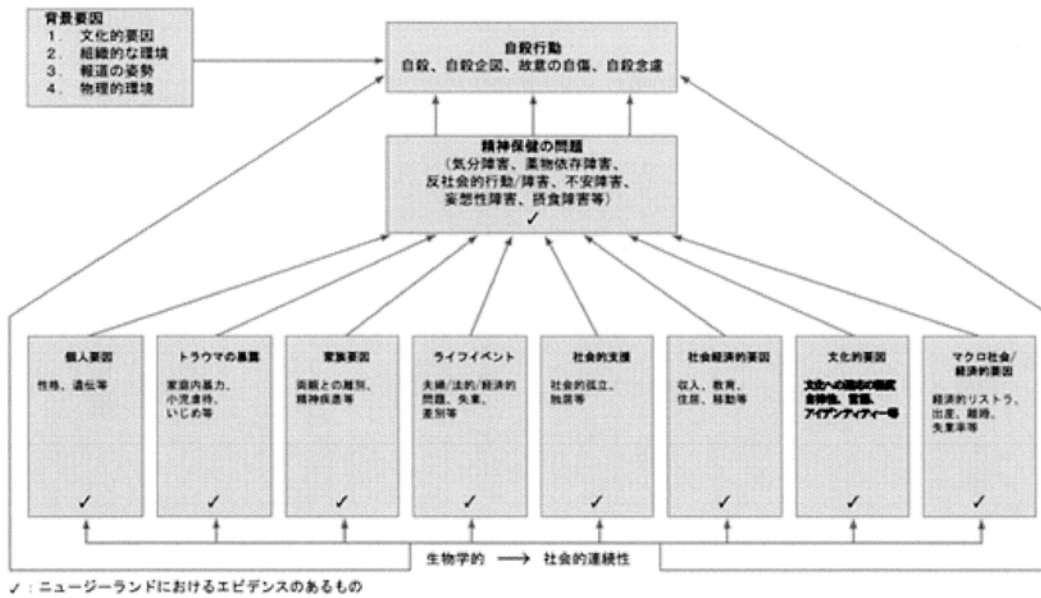 背景要因
1. 文化的要因
2. 組織的な環境
3. 報道の姿勢
4. 物理的環境
自殺行動
自殺、自殺企図、故意の自傷、自殺念慮
精神保健の問題
(気分障害、薬物依存障害、
反社会的行動/障害、不安障害、
妄想性障害、摂食障害等)
✓
個人要因
性格、遺伝等
✓
トラウマの暴露
家庭内暴力、
小児虐待、
いじめ等
✓
家族要因
両親との離別、
精神疾患等
✓
ライフイベント
夫婦/法的/経済的
問題、失業、
差別等
✓
社会的支援
社会的孤立、
独居等
✓
社会経済的要因
収入、教育、
住居、移動等
✓
文化的要因
文化への適応の程度
言語、
アイデンティティー等
✓
マクロ社会/
経済的要因
経済的リストラ、
出産、離婚、
失業率等
✓
生物学的 → 社会的連続性
✓:ニュージーランドにおけるエビデンスのあるもの